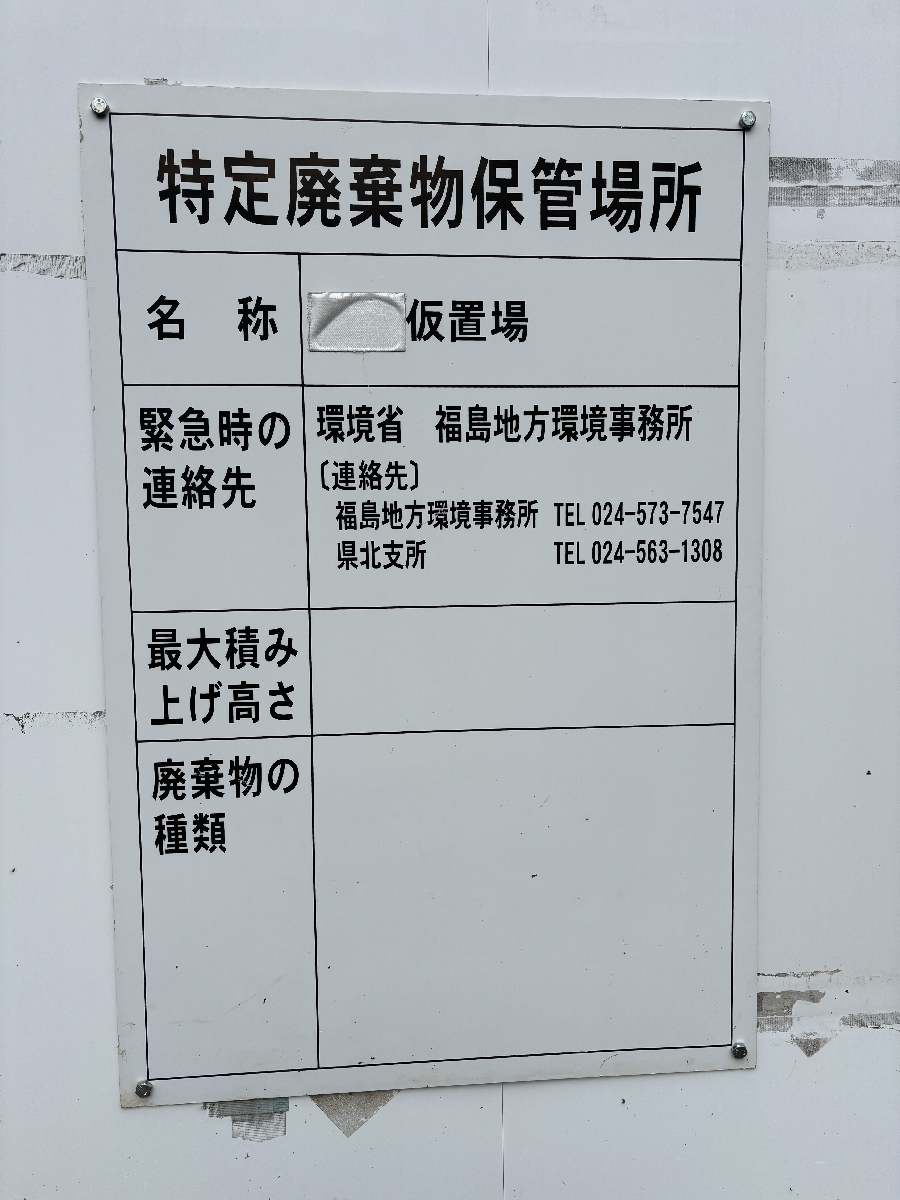 特定廃棄物保管場所
名　称
仮置場
緊急時の
連絡先
環境省　福島地方環境事務所
〔連絡先〕
福島地方環境事務所 TEL 024-573-7547
県北支所 TEL 024-563-1308
最大積み
上げ高さ
廃棄物の
種類